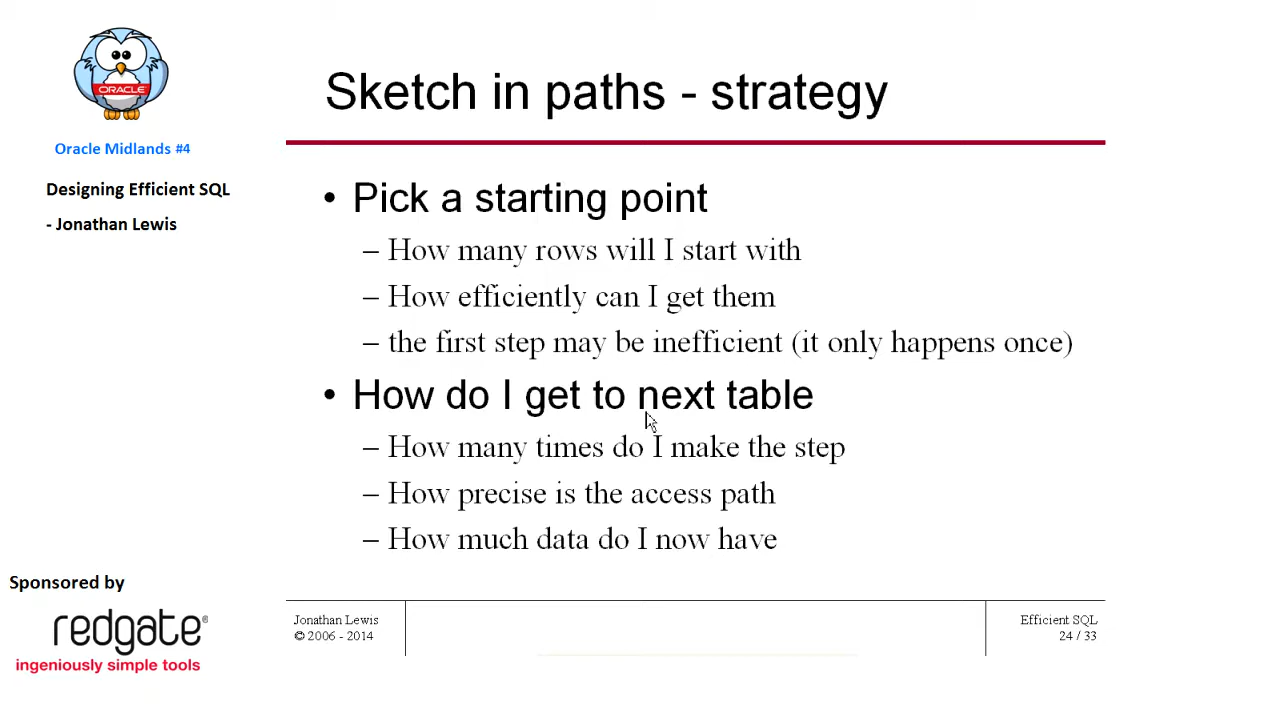 ORACLE
Oracle Midlands #4
Designing Efficient SQL
- Jonathan Lewis
Sketch in paths - strategy
• Pick a starting point
– How many rows will I start with
– How efficiently can I get them
– the first step may be inefficient (it only happens once)
• How do I get to next table
– How many times do I make the step
– How precise is the access path
– How much data do I now have
Sponsored by
redgate®
ingeniously simple tools
Jonathan Lewis
© 2006 - 2014
Efficient SQL
24 / 33